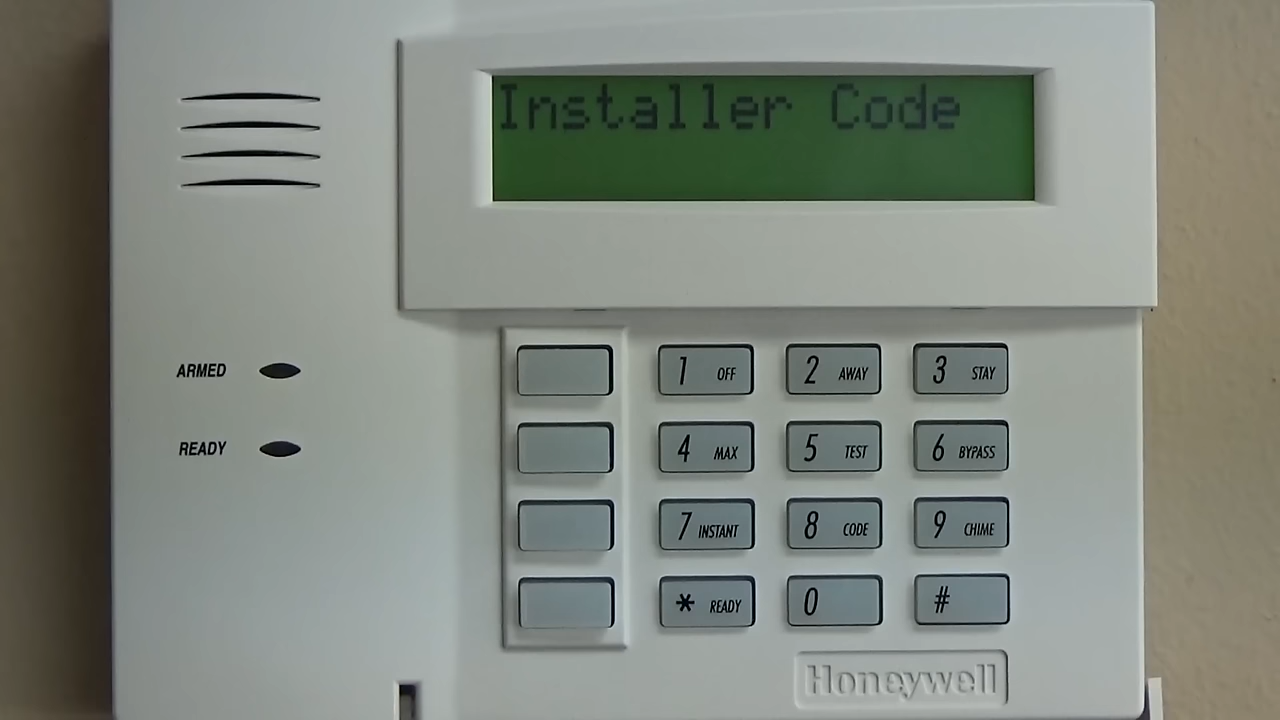 Installer Code
ARMED
READY
1 OFF
2 AWAY
3 STAY
4 MAX
5 TEST
6 BYPASS
7 INSTANT
8 CODE
9 CHIME
* READY
0
#
Honeywell